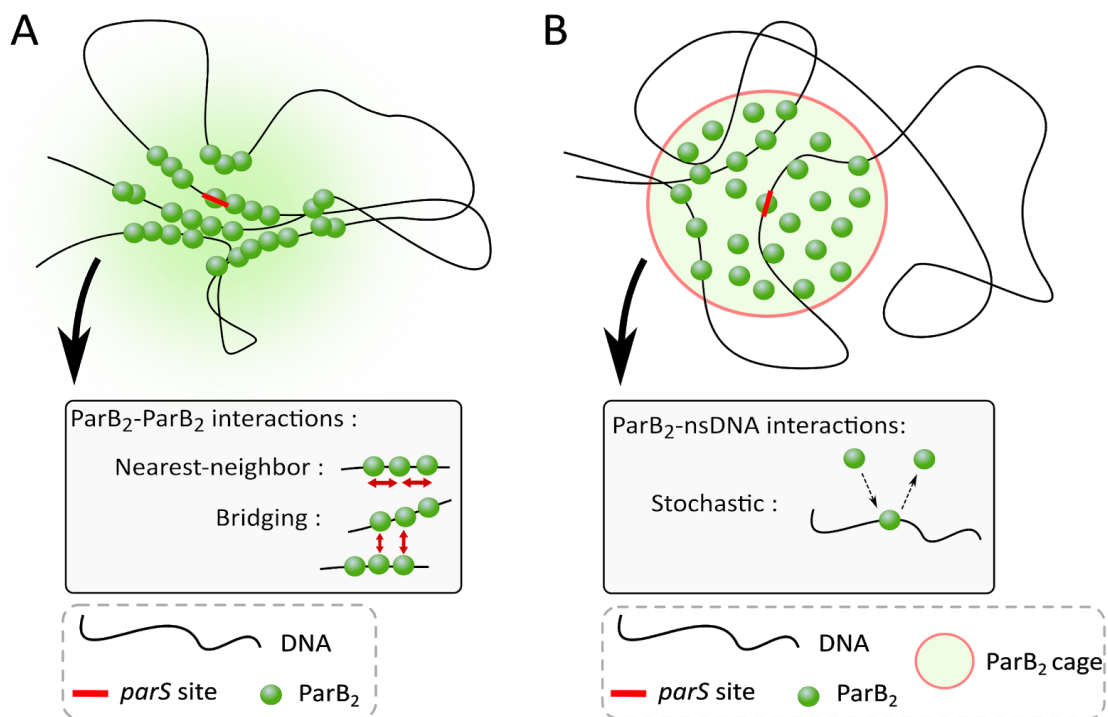 A
B
ParB₂-ParB₂ interactions :
Nearest-neighbor :
Bridging :
ParB₂-nsDNA interactions:
Stochastic :
DNA
parS site
ParB₂
DNA
parS site
ParB₂
ParB₂ cage